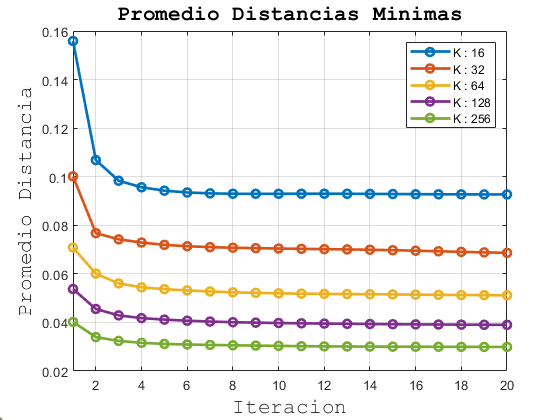 Promedio Distancias Minimas
Promedio Distancia
0.16
0.14
0.12
0.1
0.08
0.06
0.04
0.02
K : 16
K : 32
K : 64
K : 128
K : 256
2 4 6 8 10 12 14 16 18 20
Iteracion